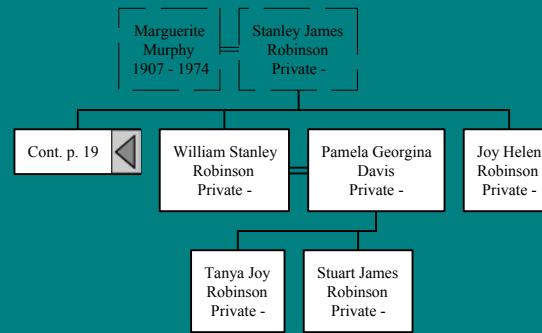 Marguerite
Murphy
1907 - 1974
Stanley James
Robinson
Private -
Cont. p. 19
William Stanley
Robinson
Private -
Pamela Georgina
Davis
Private -
Joy Helen
Robinson
Private -
Tanya Joy
Robinson
Private -
Stuart James
Robinson
Private -